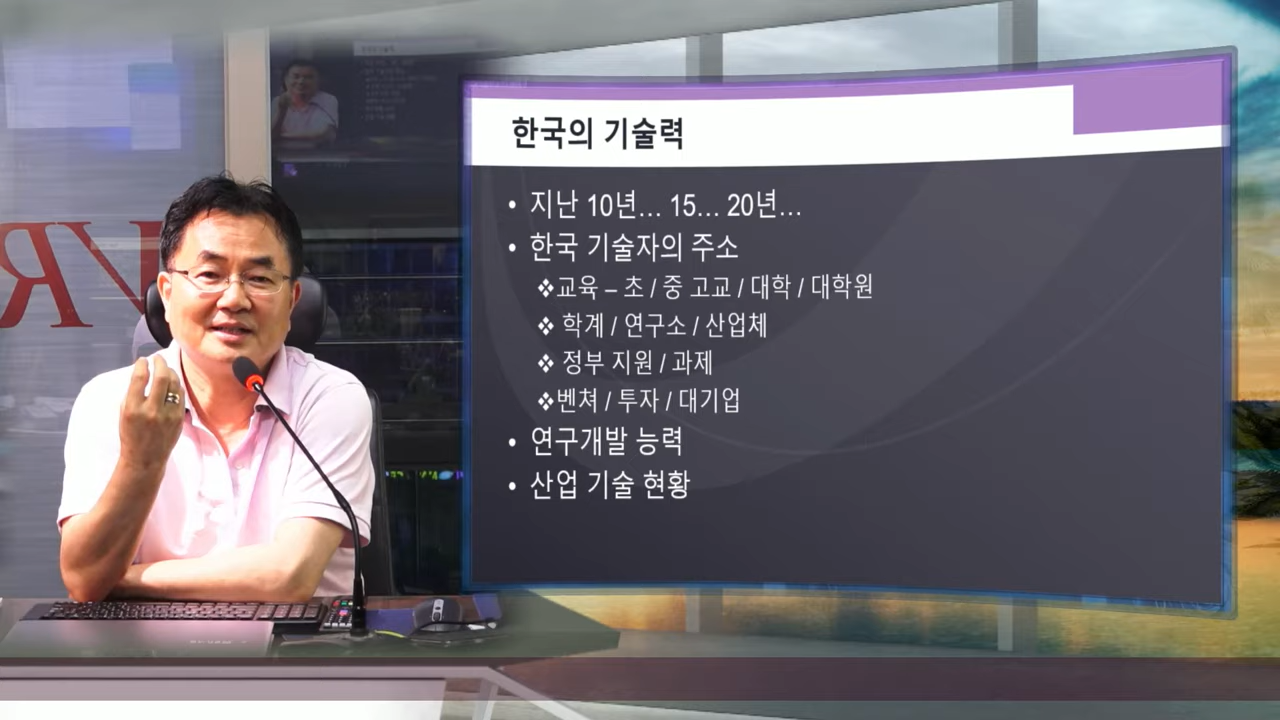 한국의 기술력
• 지난 10년... 15... 20년...
• 한국 기술자의 주소
❖교육 – 초 / 중 고교 / 대학 / 대학원
❖ 학계 / 연구소 / 산업체
❖ 정부 지원 / 과제
❖벤쳐 / 투자 / 대기업
• 연구개발 능력
• 산업 기술 현황